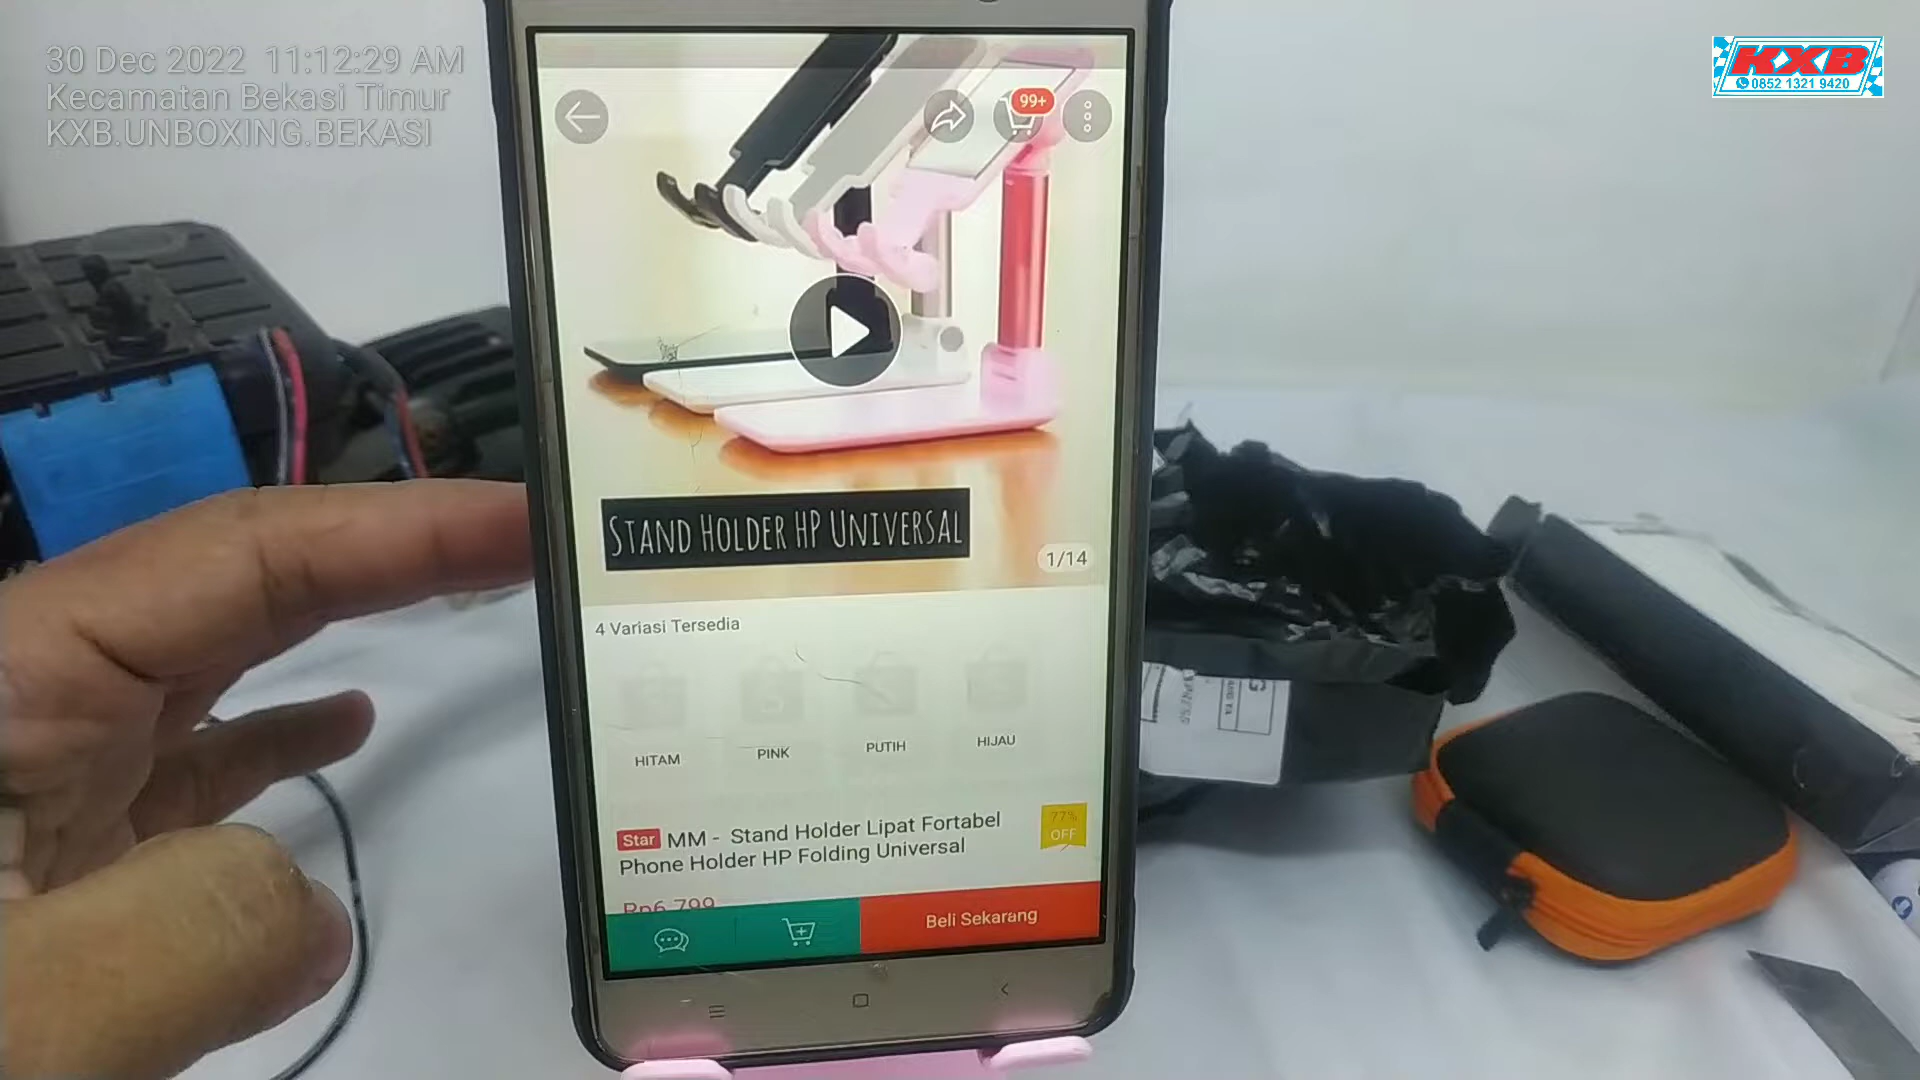 30 Dec 2022 11:12:29 AM
Kecamatan Bekasi Timur
KXB.UNBOXING.BEKASI
KXB
0852 1321 9420
99+
STAND HOLDER HP UNIVERSAL
1/14
4 Variasi Tersedia
HITAM PINK PUTIH HIJAU
Star MM - Stand Holder Lipat Fortabel
Phone Holder HP Folding Universal
77%
OFF
Rp6.799
Beli Sekarang